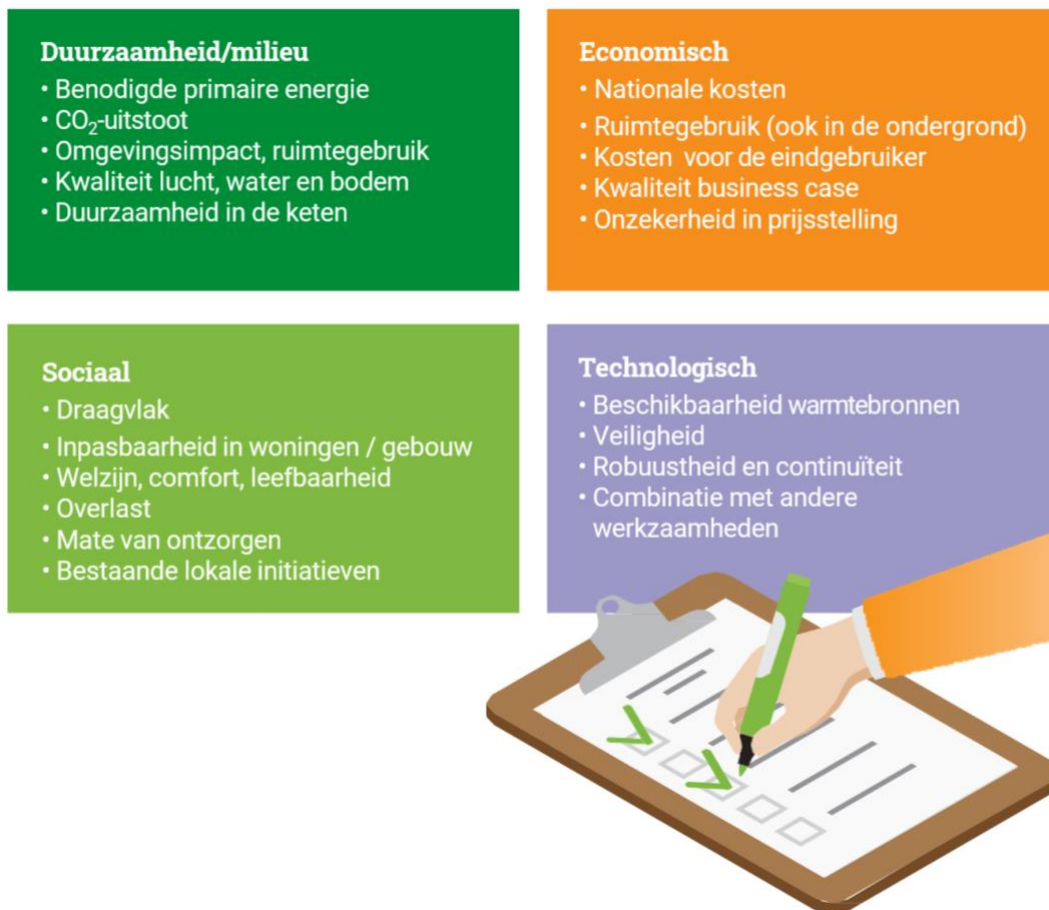 Duurzaamheid/milieu
• Benodigde primaire energie
• CO₂-uitstoot
• Omgevingsimpact, ruimtegebruik
• Kwaliteit lucht, water en bodem
• Duurzaamheid in de keten
Economisch
• Nationale kosten
• Ruimtegebruik (ook in de ondergrond)
• Kosten voor de eindgebruiker
• Kwaliteit business case
• Onzekerheid in prijsstelling
Sociaal
• Draagvlak
• Inpasbaarheid in woningen / gebouw
• Welzijn, comfort, leefbaarheid
• Overlast
• Mate van ontzorgen
• Bestaande lokale initiatieven
Technologisch
• Beschikbaarheid warmtebronnen
• Veiligheid
• Robuustheid en continuïteit
• Combinatie met andere
werkzaamheden